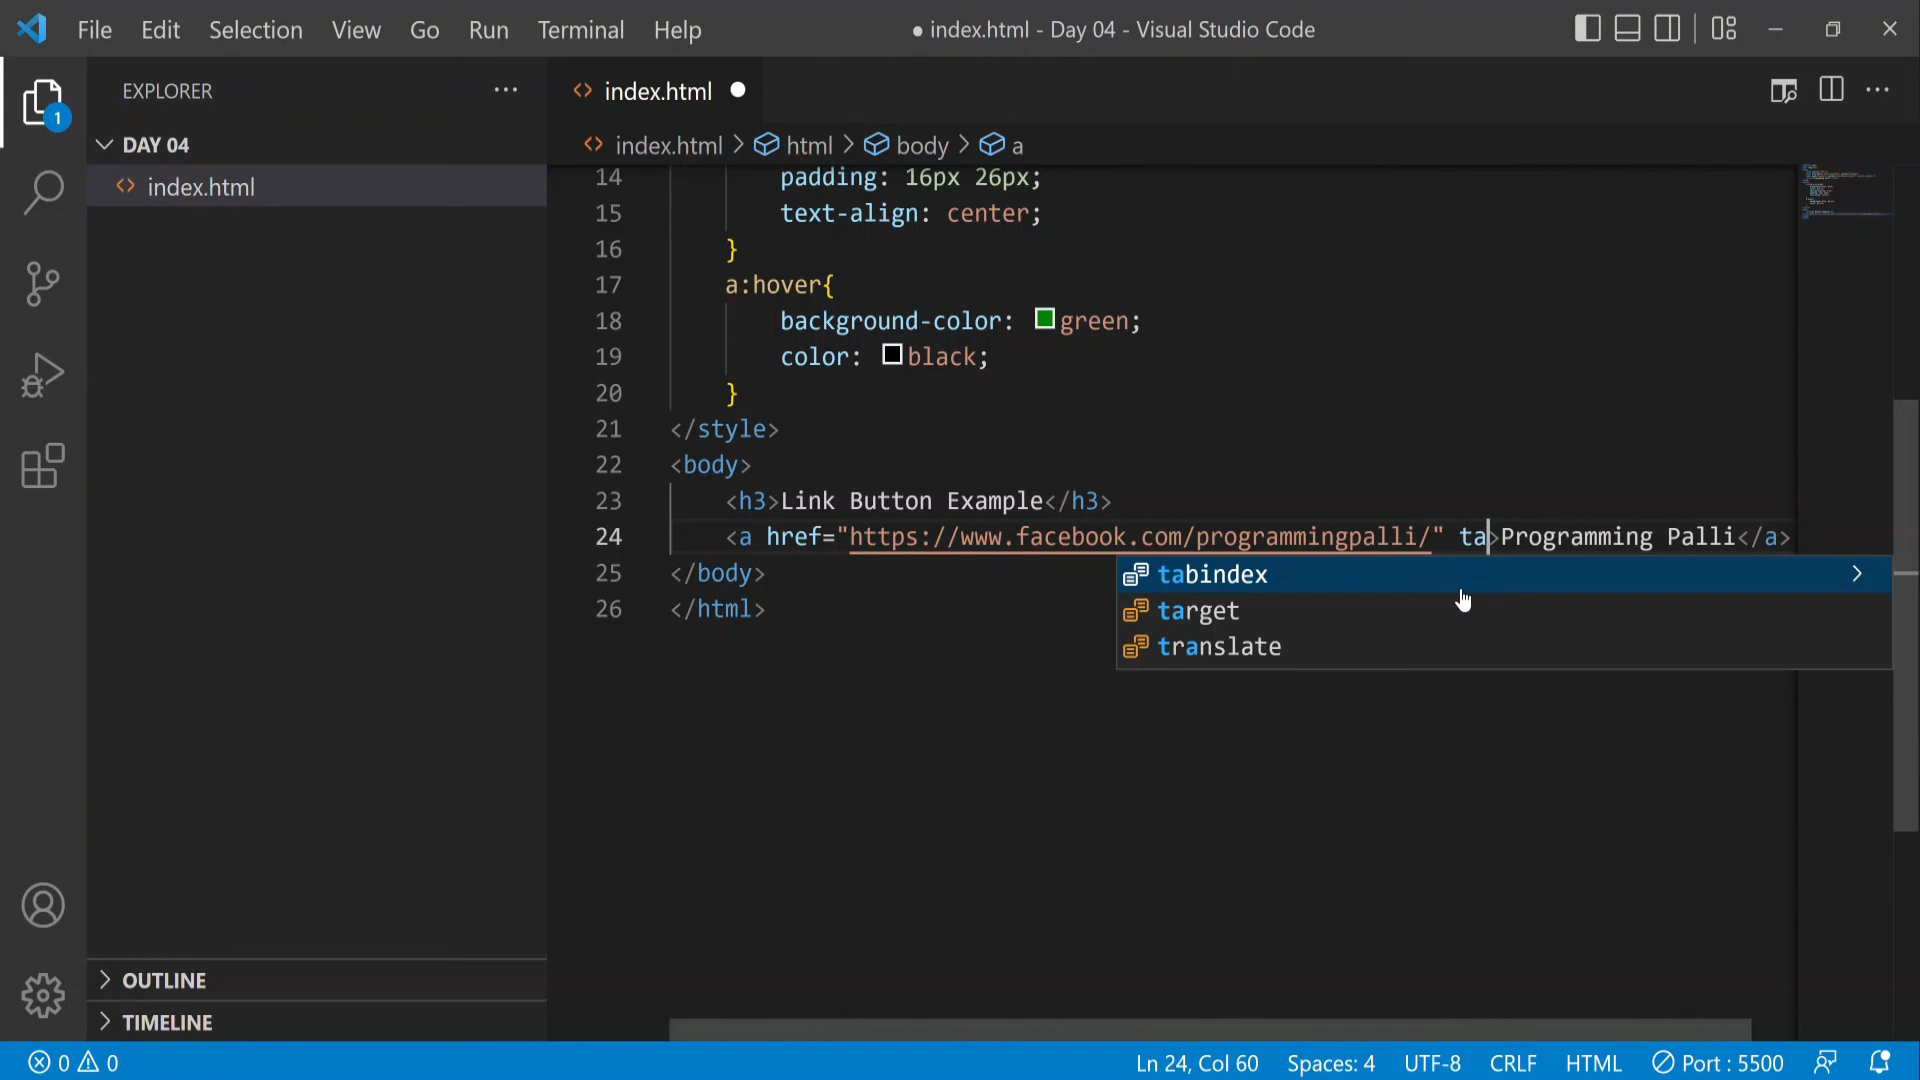 File Edit Selection View Go Run Terminal Help ● index.html - Day 04 - Visual Studio Code
EXPLORER ...
1
DAY 04
index.html
index.html
index.html > html > body > a
14 padding: 16px 26px;
15 text-align: center;
16 }
17 a:hover{
18 background-color: green;
19 color: black;
20 }
21 </style>
22 <body>
23 <h3>Link Button Example</h3>
24 <a href="https://www.facebook.com/programmingpalli/" ta>Programming Palli</a>
25 </body>
26 </html>
tabindex
target
translate
OUTLINE
TIMELINE
0 0 Ln 24, Col 60 Spaces: 4 UTF-8 CRLF HTML Port : 5500